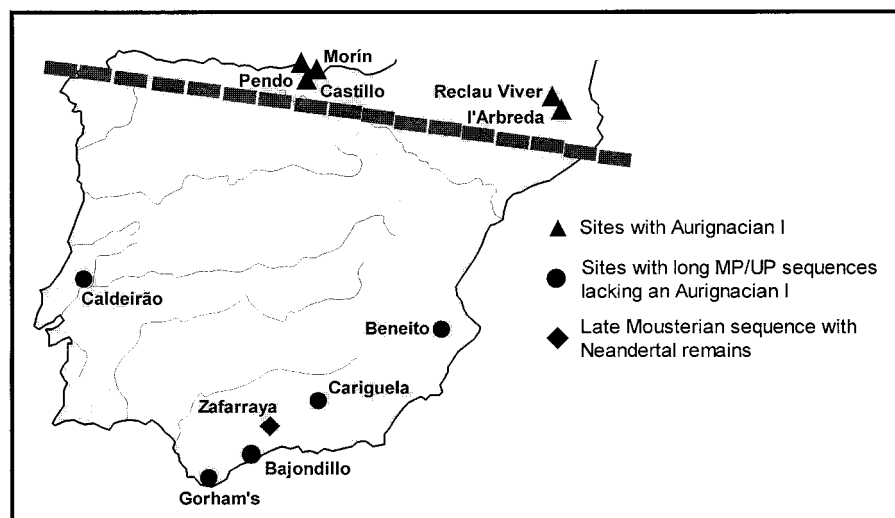 Morín
Pendo
Castillo
Reclau Viver
l'Arbreda
Sites with Aurignacian I
Sites with long MP/UP sequences
lacking an Aurignacian I
Late Mousterian sequence with
Neandertal remains
Caldeirão
Beneito
Cariguela
Zafarraya
Bajondillo
Gorham's